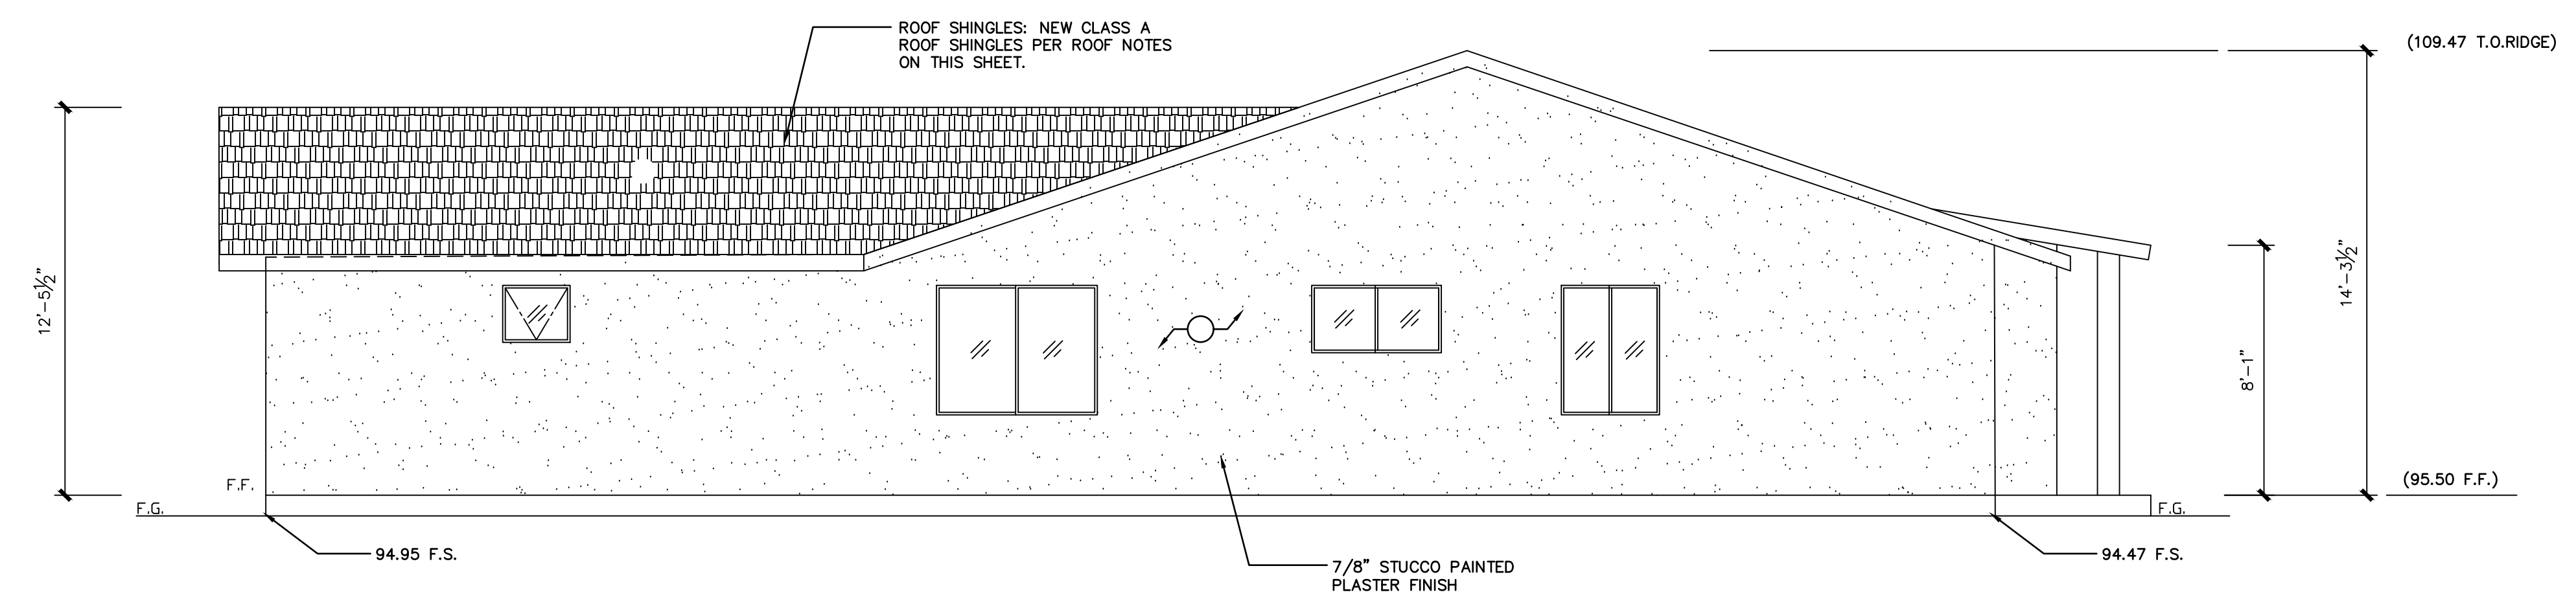 ROOF SHINGLES: NEW CLASS A
ROOF SHINGLES PER ROOF NOTES
ON THIS SHEET.
(109.47 T.O.RIDGE)
12'-5½"
14'-3½"
8'-1"
F.F.
(95.50 F.F.)
F.G.
F.G.
94.95 F.S.
94.47 F.S.
7/8" STUCCO PAINTED
PLASTER FINISH